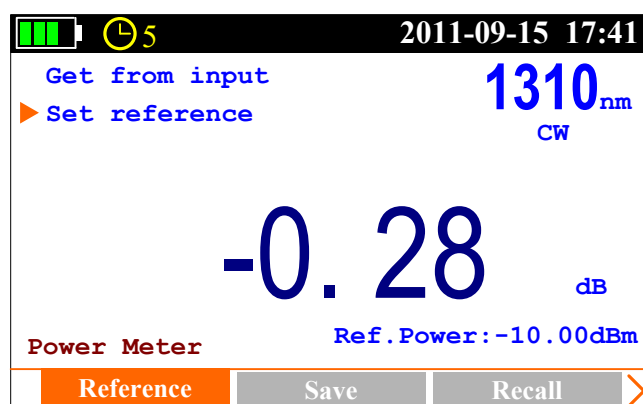 5 2011-09-15 17:41
Get from input
Set reference
1310nm
CW
-0.28 dB
Ref.Power:-10.00dBm
Power Meter
Reference Save Recall